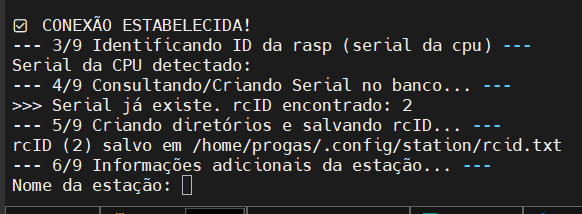 ☑ CONEXÃO ESTABELECIDA!
--- 3/9 Identificando ID da rasp (serial da cpu) ---
Serial da CPU detectado:
--- 4/9 Consultando/Criando Serial no banco... ---
>>> Serial já existe. rcID encontrado: 2
--- 5/9 Criando diretórios e salvando rcID... ---
rcID (2) salvo em /home/progas/.config/station/rcid.txt
--- 6/9 Informações adicionais da estação... ---
Nome da estação: